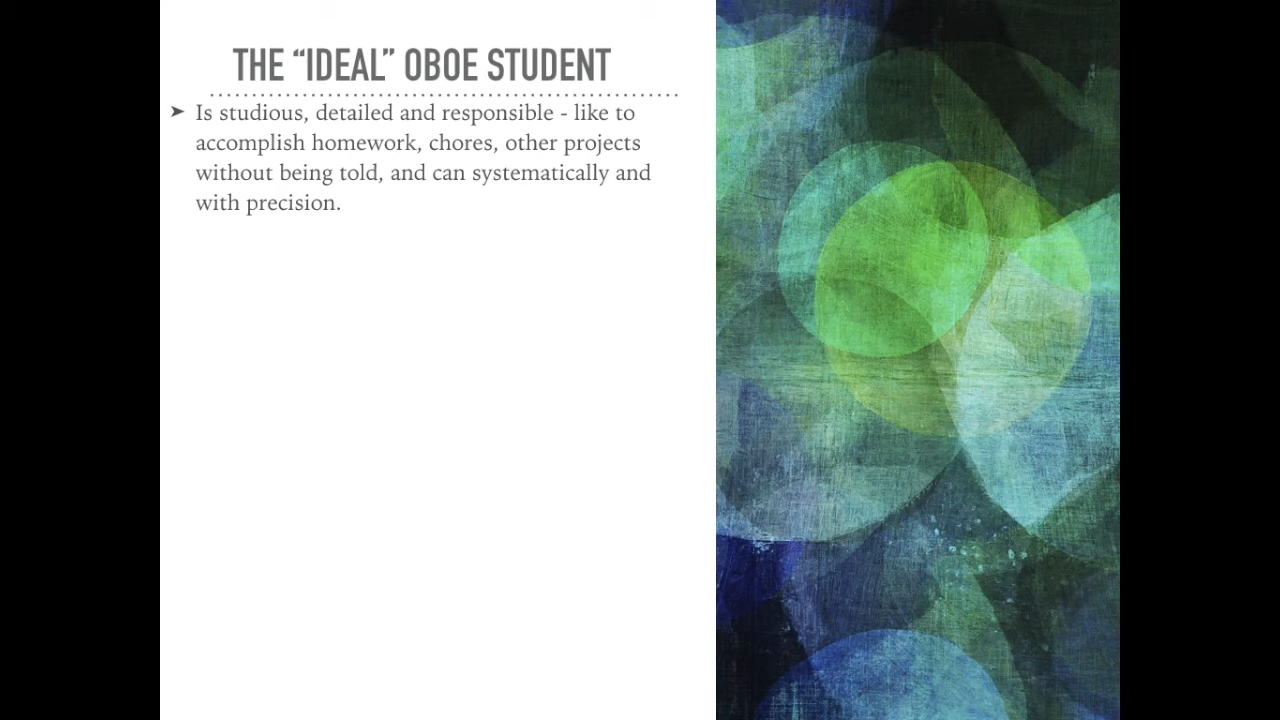 THE “IDEAL” OBOE STUDENT
➤ Is studious, detailed and responsible - like to
accomplish homework, chores, other projects
without being told, and can systematically and
with precision.